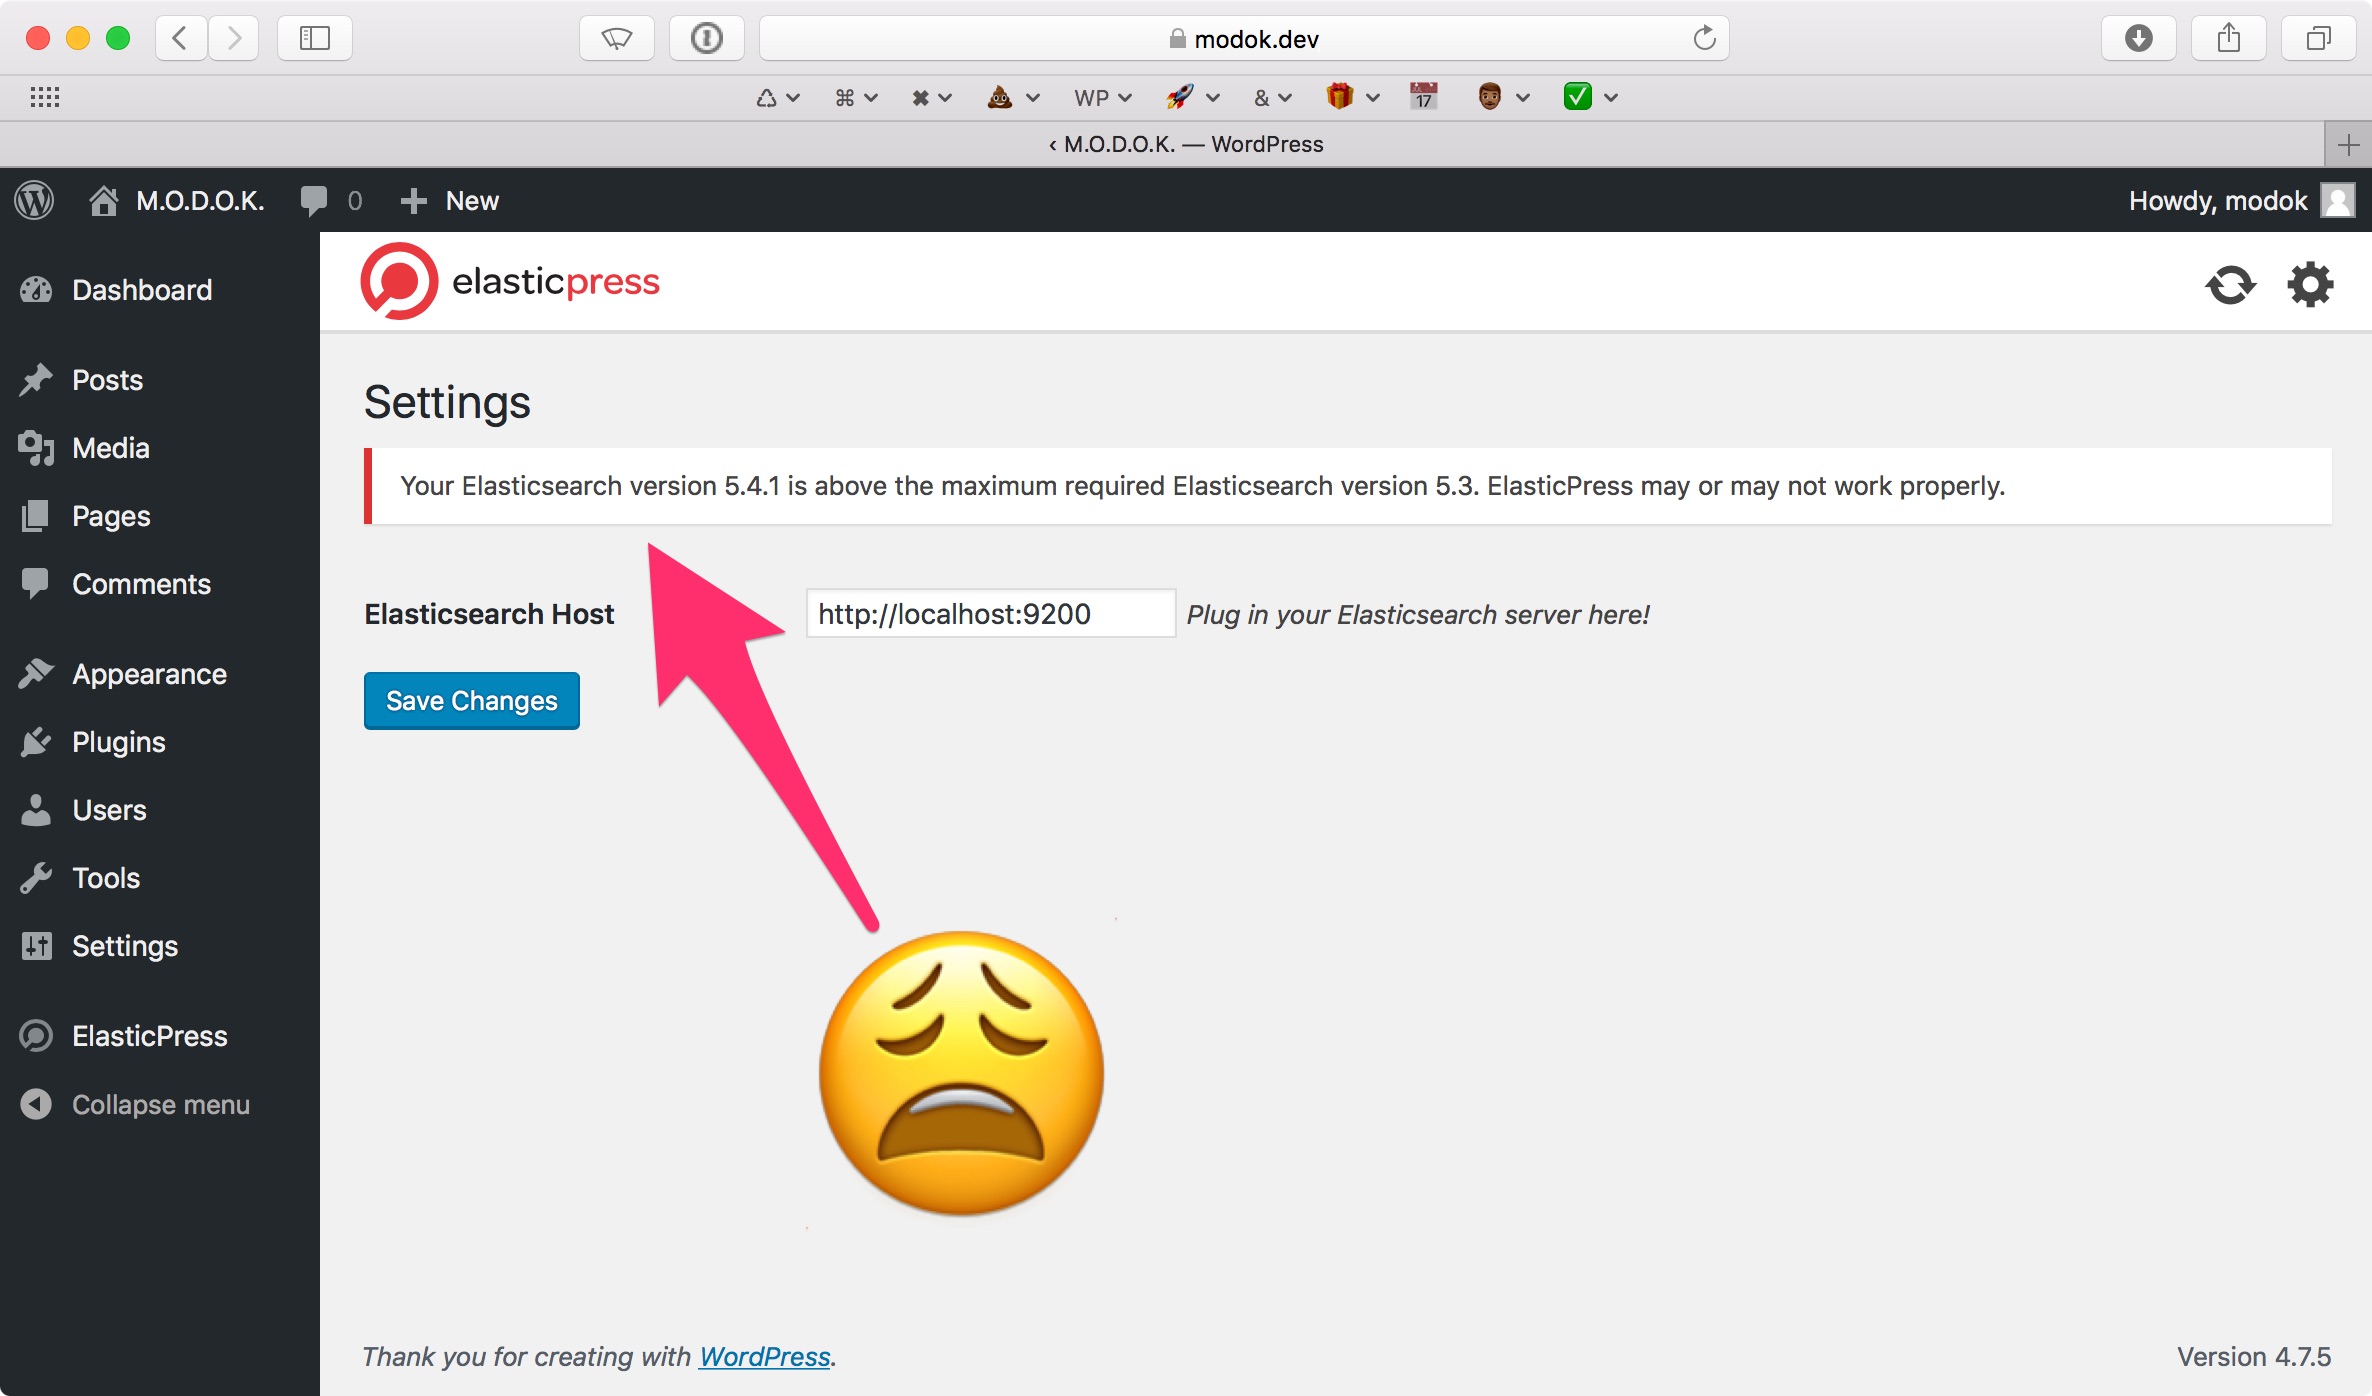 modok.dev
WP
&
17
‹ M.O.D.O.K. — WordPress
M.O.D.O.K. 0 New
Howdy, modok
elasticpress
Dashboard
Posts
Media
Pages
Comments
Appearance
Plugins
Users
Tools
Settings
ElasticPress
Collapse menu
Settings
Your Elasticsearch version 5.4.1 is above the maximum required Elasticsearch version 5.3. ElasticPress may or may not work properly.
Elasticsearch Host http://localhost:9200 Plug in your Elasticsearch server here!
Save Changes
Thank you for creating with WordPress.
Version 4.7.5